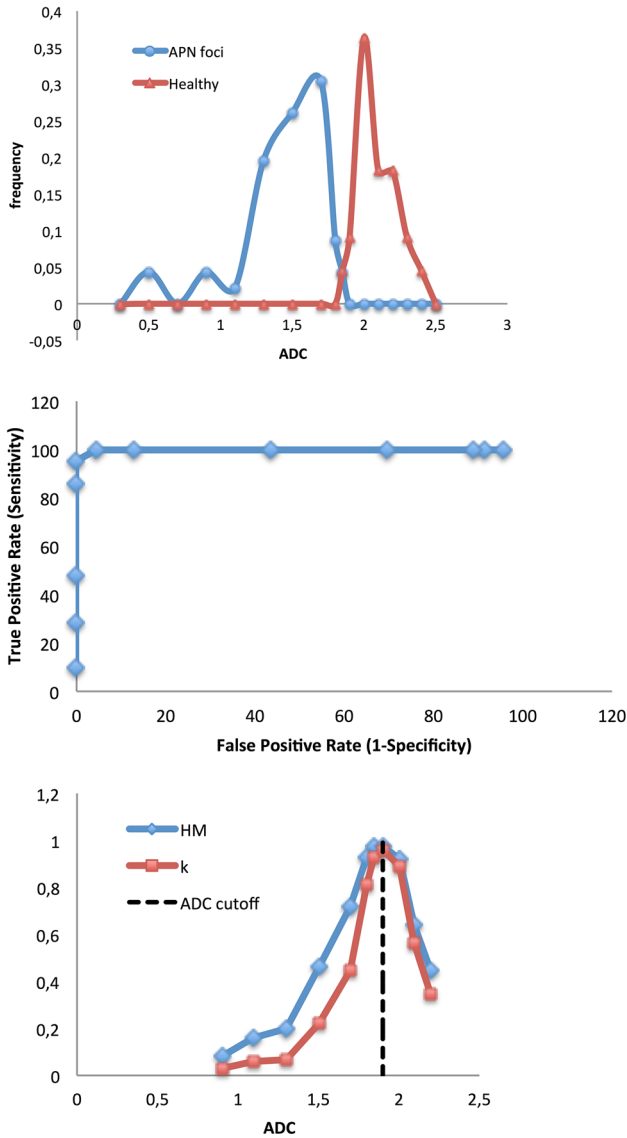 0,4
0,35
0,3
0,25
0,2
0,15
0,1
0,05
0
-0,05
frequency
APN foci
Healthy
0 0,5 1 1,5 2 2,5 3
ADC
120
100
80
60
40
20
0
True Positive Rate (Sensitivity)
0 20 40 60 80 100 120
False Positive Rate (1-Specificity)
1,2
1
0,8
0,6
0,4
0,2
0
HM
k
ADC cutoff
0 0,5 1 1,5 2 2,5
ADC